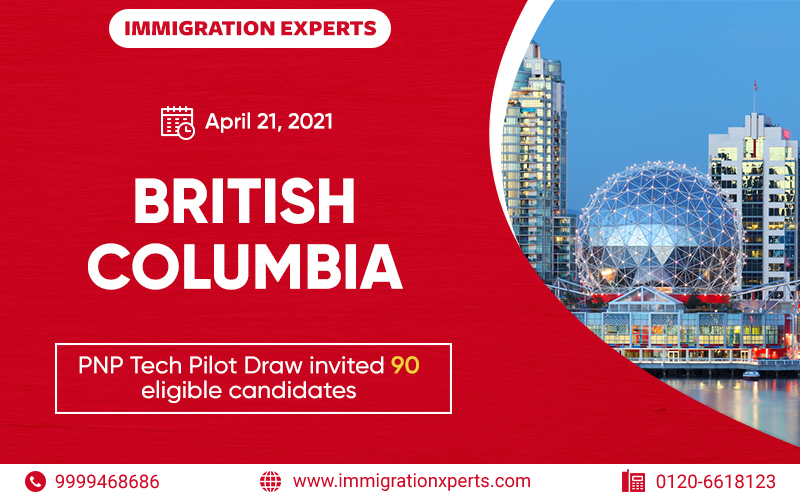 IMMIGRATION EXPERTS
April 21, 2021
BRITISH
COLUMBIA
PNP Tech Pilot Draw invited 90
eligible candidates
9999468686
www.immigrationxperts.com
0120-6618123